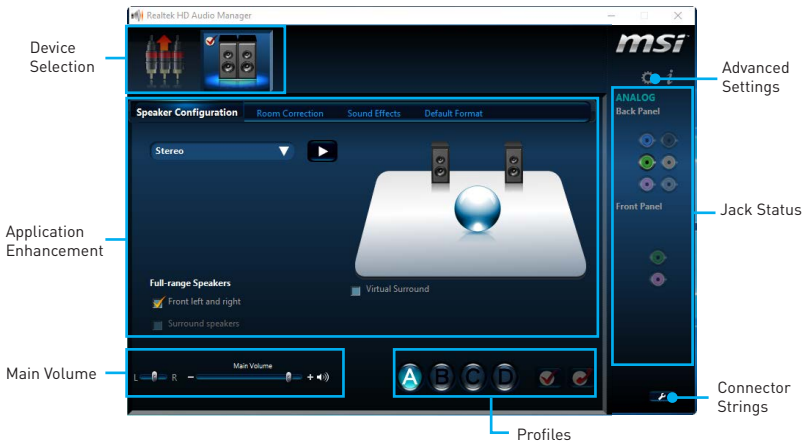 Realtek HD Audio Manager
msi
Device
Selection
Advanced
Settings
i
ANALOG
Back Panel
Speaker Configuration
Room Correction
Sound Effects
Default Format
Stereo
Front Panel
Jack Status
Application
Enhancement
Full-range Speakers
Front left and right
Surround speakers
Virtual Surround
Main Volume
Main Volume
L
R
-
+
A
B
C
D
Connector
Strings
Profiles